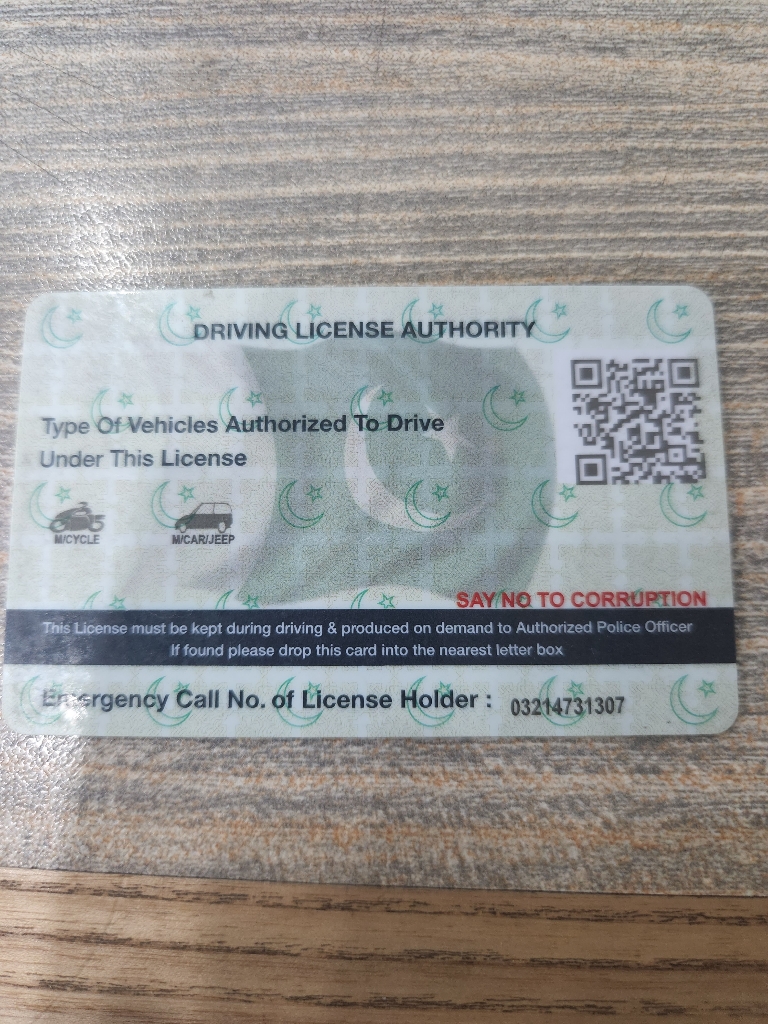 DRIVING LICENSE AUTHORITY
Type Of Vehicles Authorized To Drive
Under This License
M/CYCLE
M/CAR/JEEP
SAY NO TO CORRUPTION
This License must be kept during driving & produced on demand to Authorized Police Officer
If found please drop this card into the nearest letter box
Emergency Call No. of License Holder : 03214731307